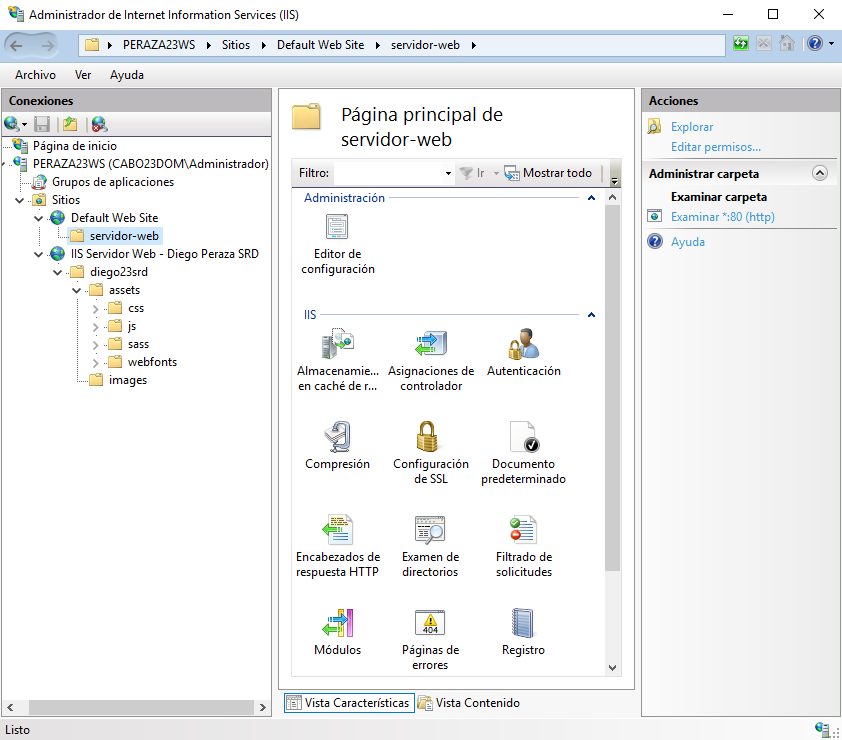 Administrador de Internet Information Services (IIS)
PERAZA23WS Sitios Default Web Site servidor-web
Archivo Ver Ayuda
Conexiones
Página de inicio
PERAZA23WS (CABO23DOM\Administrador)
Grupos de aplicaciones
Sitios
Default Web Site
servidor-web
IIS Servidor Web - Diego Peraza SRD
diego23srd
assets
css
js
sass
webfonts
images
Página principal de
servidor-web
Filtro: Ir Mostrar todo
Administración
Editor de
configuración
IIS
Almacenamie...
en caché de r...
Asignaciones de
controlador
Autenticación
Compresión
Configuración
de SSL
Documento
predeterminado
Encabezados de
respuesta HTTP
Examen de
directorios
Filtrado de
solicitudes
Módulos
404
Páginas de
errores
Registro
Vista Características Vista Contenido
Acciones
Explorar
Editar permisos...
Administrar carpeta
Examinar carpeta
Examinar *:80 (http)
Ayuda
Listo